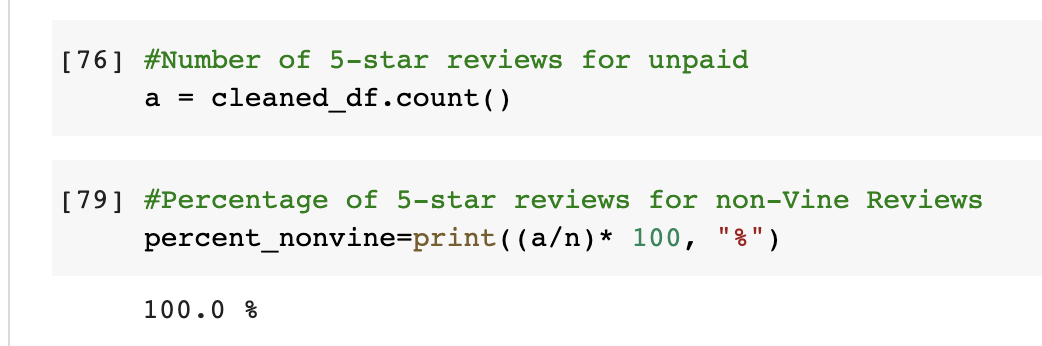 [76] #Number of 5-star reviews for unpaid
a = cleaned_df.count()
[79] #Percentage of 5-star reviews for non-Vine Reviews
percent_nonvine=print((a/n)* 100, "%")
100.0 %